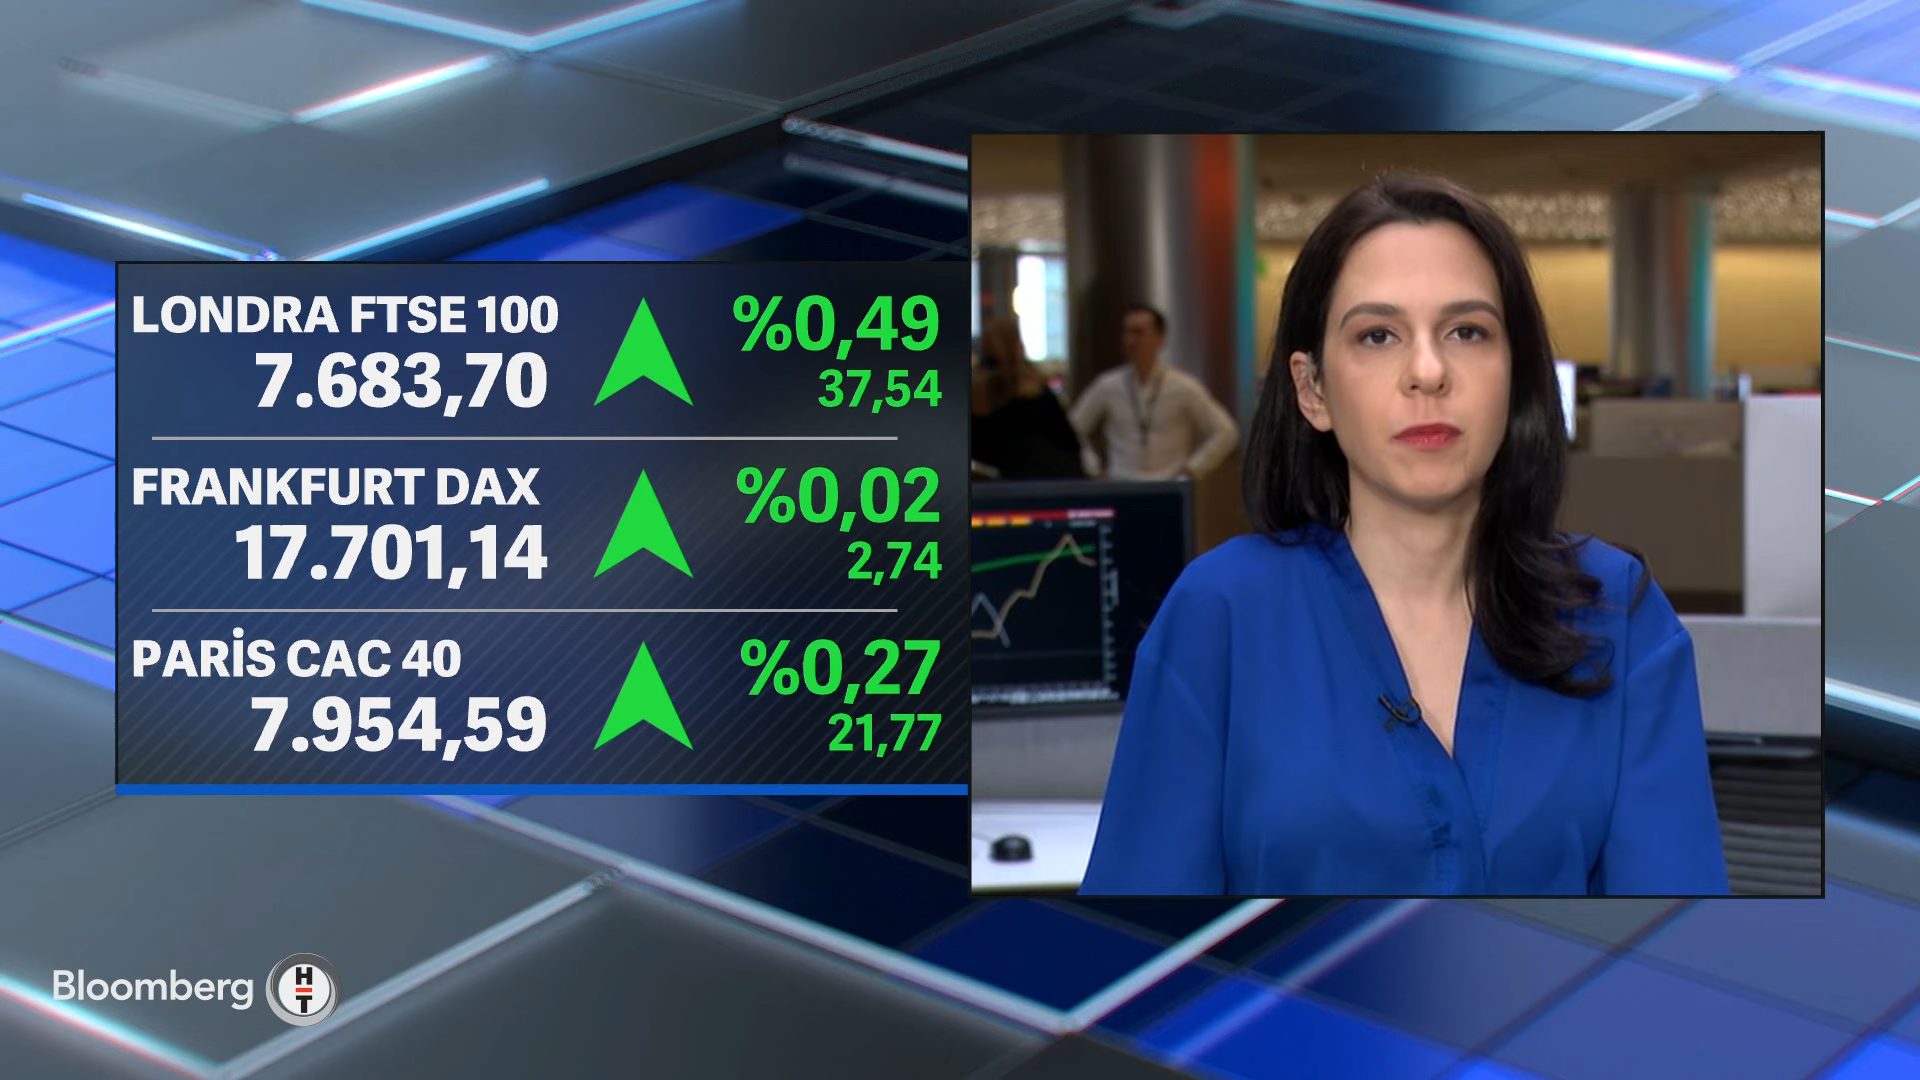 LONDRA FTSE 100
7.683,70
%0,49
37,54
FRANKFURT DAX
17.701,14
%0,02
2,74
PARİS CAC 40
7.954,59
%0,27
21,77
Bloomberg HT